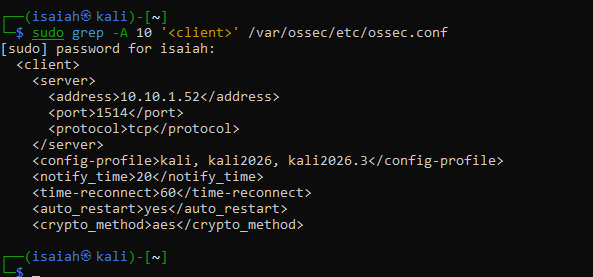 ┌──(isaiah㉿kali)-[~]
└─$ sudo grep -A 10 '<client>' /var/ossec/etc/ossec.conf
[sudo] password for isaiah:
  <client>
    <server>
      <address>10.10.1.52</address>
      <port>1514</port>
      <protocol>tcp</protocol>
    </server>
    <config-profile>kali, kali2026, kali2026.3</config-profile>
    <notify_time>20</notify_time>
    <time-reconnect>60</time-reconnect>
    <auto_restart>yes</auto_restart>
    <crypto_method>aes</crypto_method>

┌──(isaiah㉿kali)-[~]
└─$